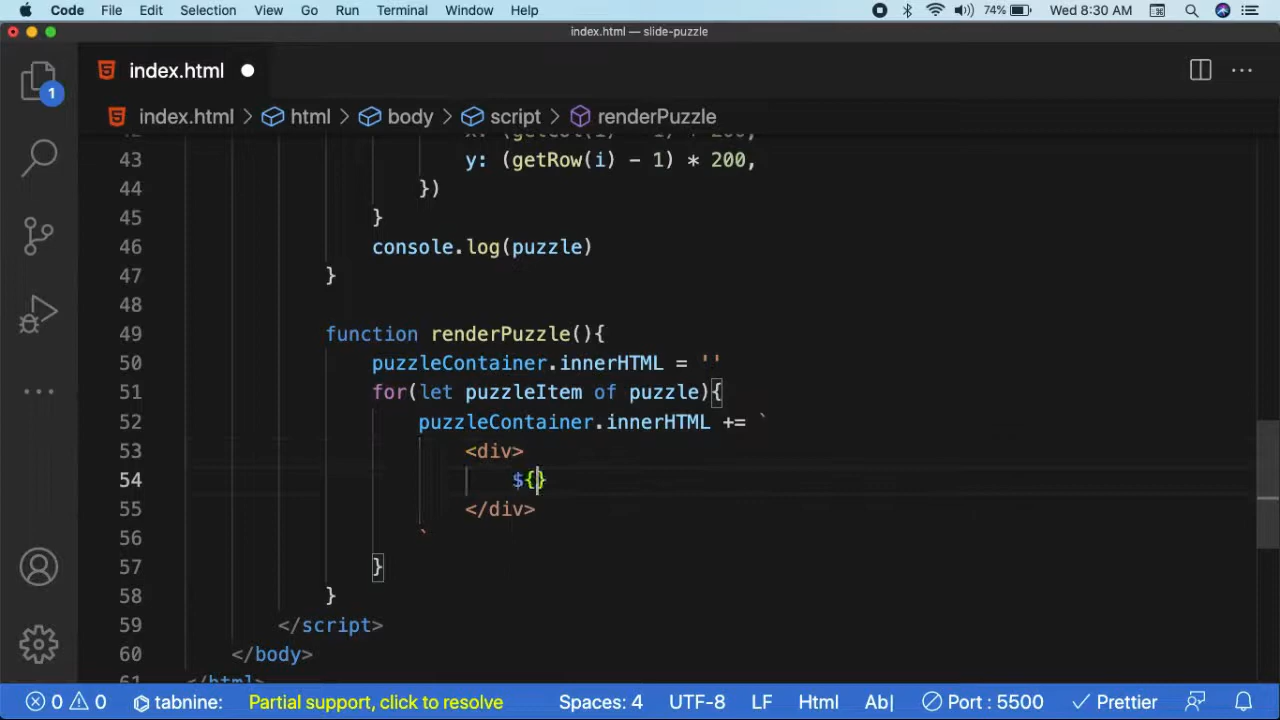 Code File Edit Selection View Go Run Terminal Window Help 74% Wed 8:30 AM
index.html — slide-puzzle
index.html
1
index.html > html > body > script > renderPuzzle
43 y: (getRow(i) - 1) * 200,
44 })
45 }
46 console.log(puzzle)
47 }
48
49 function renderPuzzle(){
50 puzzleContainer.innerHTML = ''
51 for(let puzzleItem of puzzle){
52 puzzleContainer.innerHTML += `
53 <div>
54 ${}
55 </div>
56 `
57 }
58 }
59 </script>
60 </body>
61
0 0 tabnine: Partial support, click to resolve Spaces: 4 UTF-8 LF Html Ab| Port : 5500 Prettier